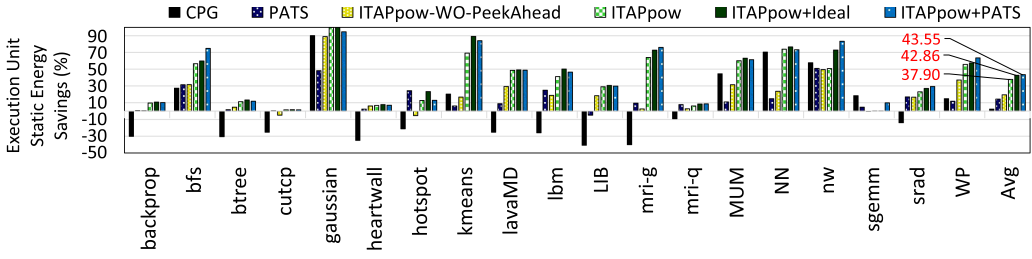 CPG PATS ITAPpow-WO-PeekAhead ITAPpow ITAPpow+Ideal ITAPpow+PATS
Execution Unit
Static Energy
Savings (%)
90
70
50
30
10
-10
-30
-50
43.55
42.86
37.90
backprop
bfs
btree
cutcp
gaussian
heartwall
hotspot
kmeans
lavaMD
lbm
LIB
mri-g
mri-q
MUM
NN
nw
sgemm
srad
WP
Avg